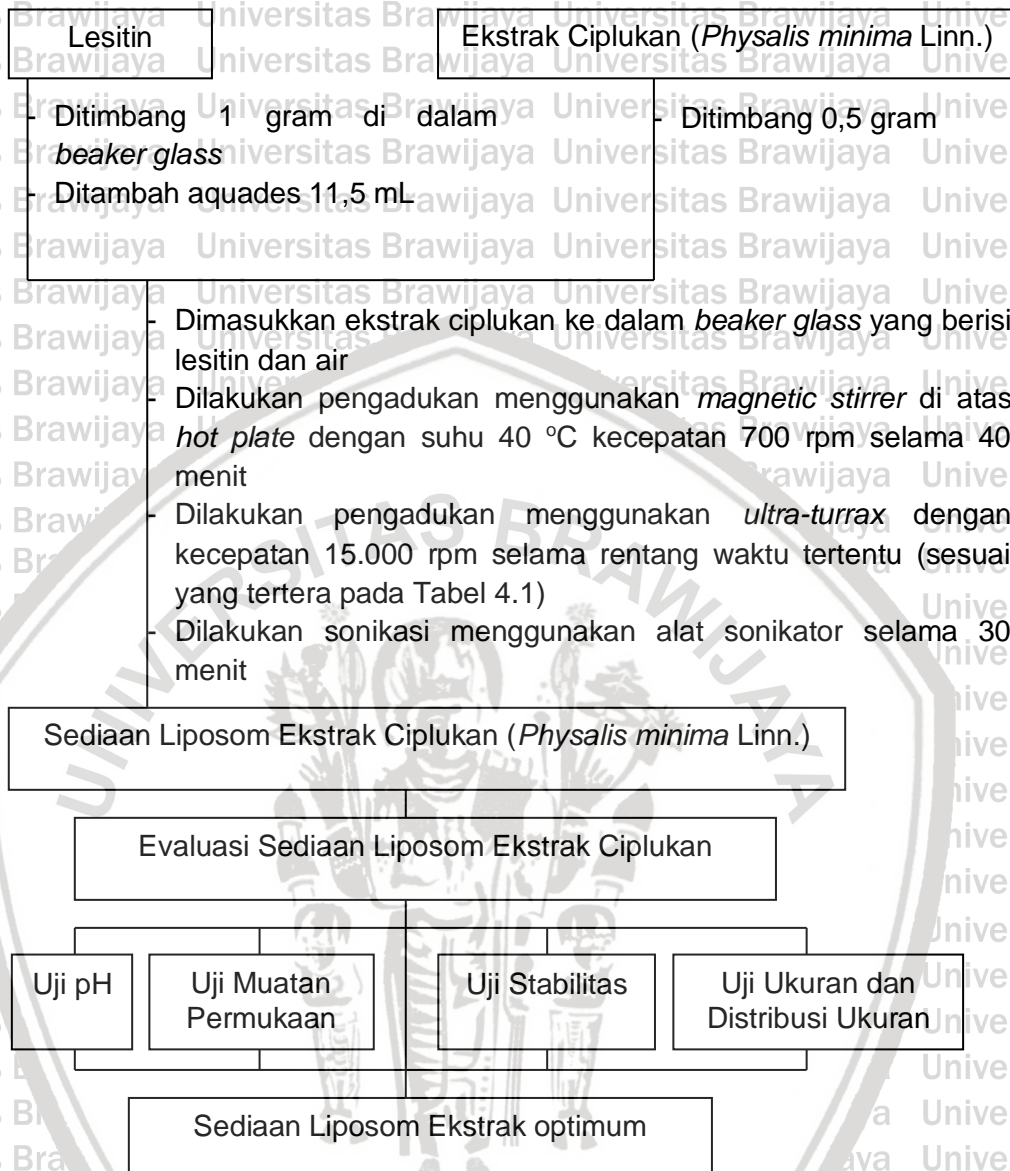 Lesitin
Ekstrak Ciplukan (Physalis minima Linn.)
- Ditimbang 1 gram di dalam
beaker glass
- Ditambah aquades 11,5 mL
- Ditimbang 0,5 gram
- Dimasukkan ekstrak ciplukan ke dalam beaker glass yang berisi
lesitin dan air
- Dilakukan pengadukan menggunakan magnetic stirrer di atas
hot plate dengan suhu 40 °C kecepatan 700 rpm selama 40
menit
- Dilakukan pengadukan menggunakan ultra-turrax dengan
kecepatan 15.000 rpm selama rentang waktu tertentu (sesuai
yang tertera pada Tabel 4.1)
- Dilakukan sonikasi menggunakan alat sonikator selama 30
menit
Sediaan Liposom Ekstrak Ciplukan (Physalis minima Linn.)
Evaluasi Sediaan Liposom Ekstrak Ciplukan
Uji pH
Uji Muatan
Permukaan
Uji Stabilitas
Uji Ukuran dan
Distribusi Ukuran
Sediaan Liposom Ekstrak optimum
UNIVERSITAS BRAWIJAYA